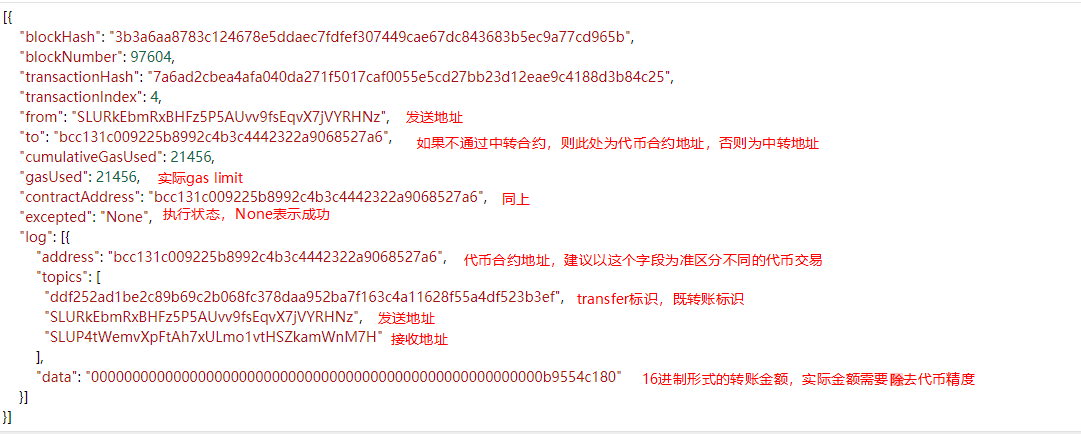 [{
"blockHash": "3b3a6aa8783c124678e5ddaec7fdfef307449cae67dc843683b5ec9a77cd965b",
"blockNumber": 97604,
"transactionHash": "7a6ad2cbea4afa040da271f5017caf0055e5cd27bb23d12eae9c4188d3b84c25",
"transactionIndex": 4,
"from": "SLURkEbmRxBHFz5P5AUvv9fsEqvX7jVYRHNz", 发送地址
"to": "bcc131c009225b8992c4b3c4442322a9068527a6", 如果不通过中转合约，则此处为代币合约地址，否则为中转地址
"cumulativeGasUsed": 21456,
"gasUsed": 21456, 实际gas limit
"contractAddress": "bcc131c009225b8992c4b3c4442322a9068527a6", 同上
"excepted": "None", 执行状态，None表示成功
"log": [{
"address": "bcc131c009225b8992c4b3c4442322a9068527a6", 代币合约地址，建议以这个字段为准区分不同的代币交易
"topics": [
"ddf252ad1be2c89b69c2b068fc378daa952ba7f163c4a11628f55a4df523b3ef", transfer标识，既转账标识
"SLURkEbmRxBHFz5P5AUvv9fsEqvX7jVYRHNz", 发送地址
"SLUP4tWemvXpFtAh7xULmo1vtHSZkamWnM7H" 接收地址
],
"data": "000000000000000000000000000000000000000000000000000000b9554c180" 16进制形式的转账金额，实际金额需要除去代币精度
}]
}]